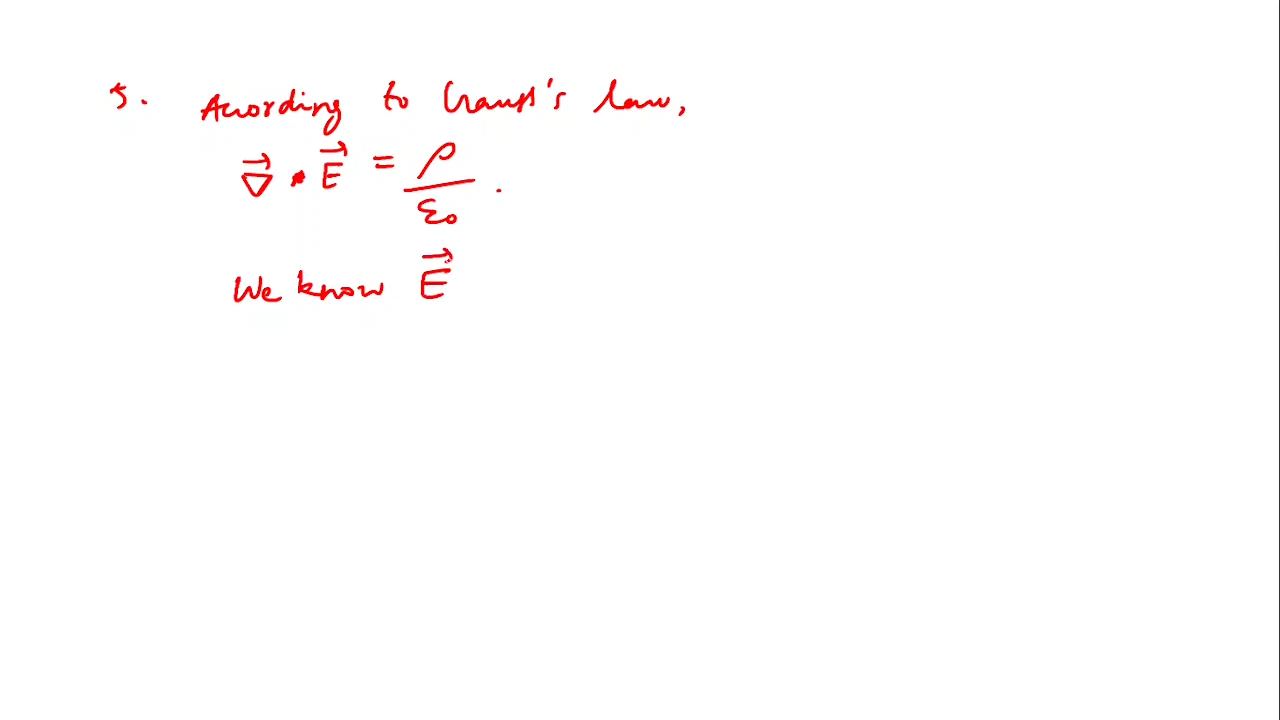 5. According to Gauss's law,
∇⃗ • E⃗ = ρ/ε₀ .
We know E⃗